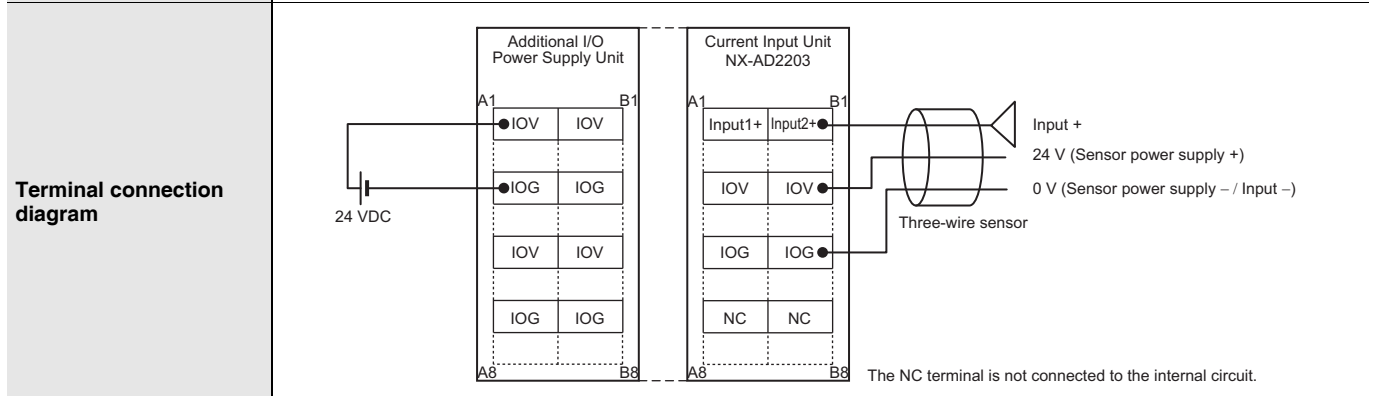 Terminal connection
diagram
Additional I/O
Power Supply Unit
A1
B1
IOV
IOV
IOG
IOG
24 VDC
IOV
IOV
IOG
IOG
A8
B8
Current Input Unit
NX-AD2203
A1
B1
Input1+
Input2+
IOV
IOV
IOG
IOG
NC
NC
A8
B8
Input +
24 V (Sensor power supply +)
0 V (Sensor power supply – / Input –)
Three-wire sensor
The NC terminal is not connected to the internal circuit.